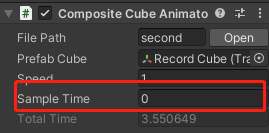 # Composite Cube Animato
File Path second Open
Prefab Cube Record Cube (Tra
Speed 1
Sample Time 0
Total Time 3.550649